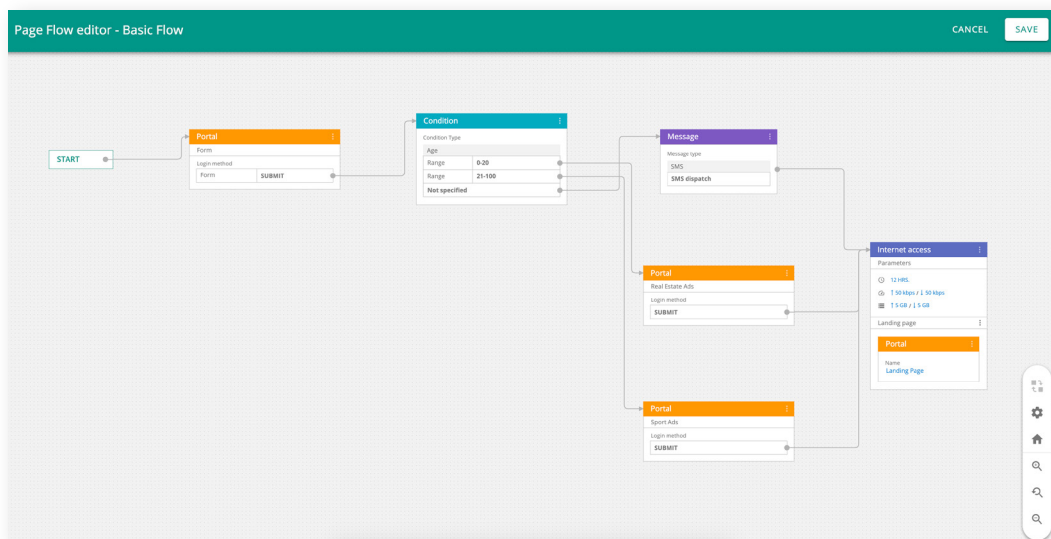 Page Flow editor - Basic Flow
CANCEL
SAVE
START
Portal
Form
Login method
Form SUBMIT
Condition
Condition Type
Age
Range 0-20
Range 21-100
Not specified
Message
Message type
SMS
SMS dispatch
Portal
Real Estate Ads
Login method
SUBMIT
Portal
Sport Ads
Login method
SUBMIT
Internet access
Parameters
12 HRS
↑ 50 kbps / ↓ 50 kbps
↑ 5 GB / ↓ 5 GB
Landing page
Portal
Name
Landing Page